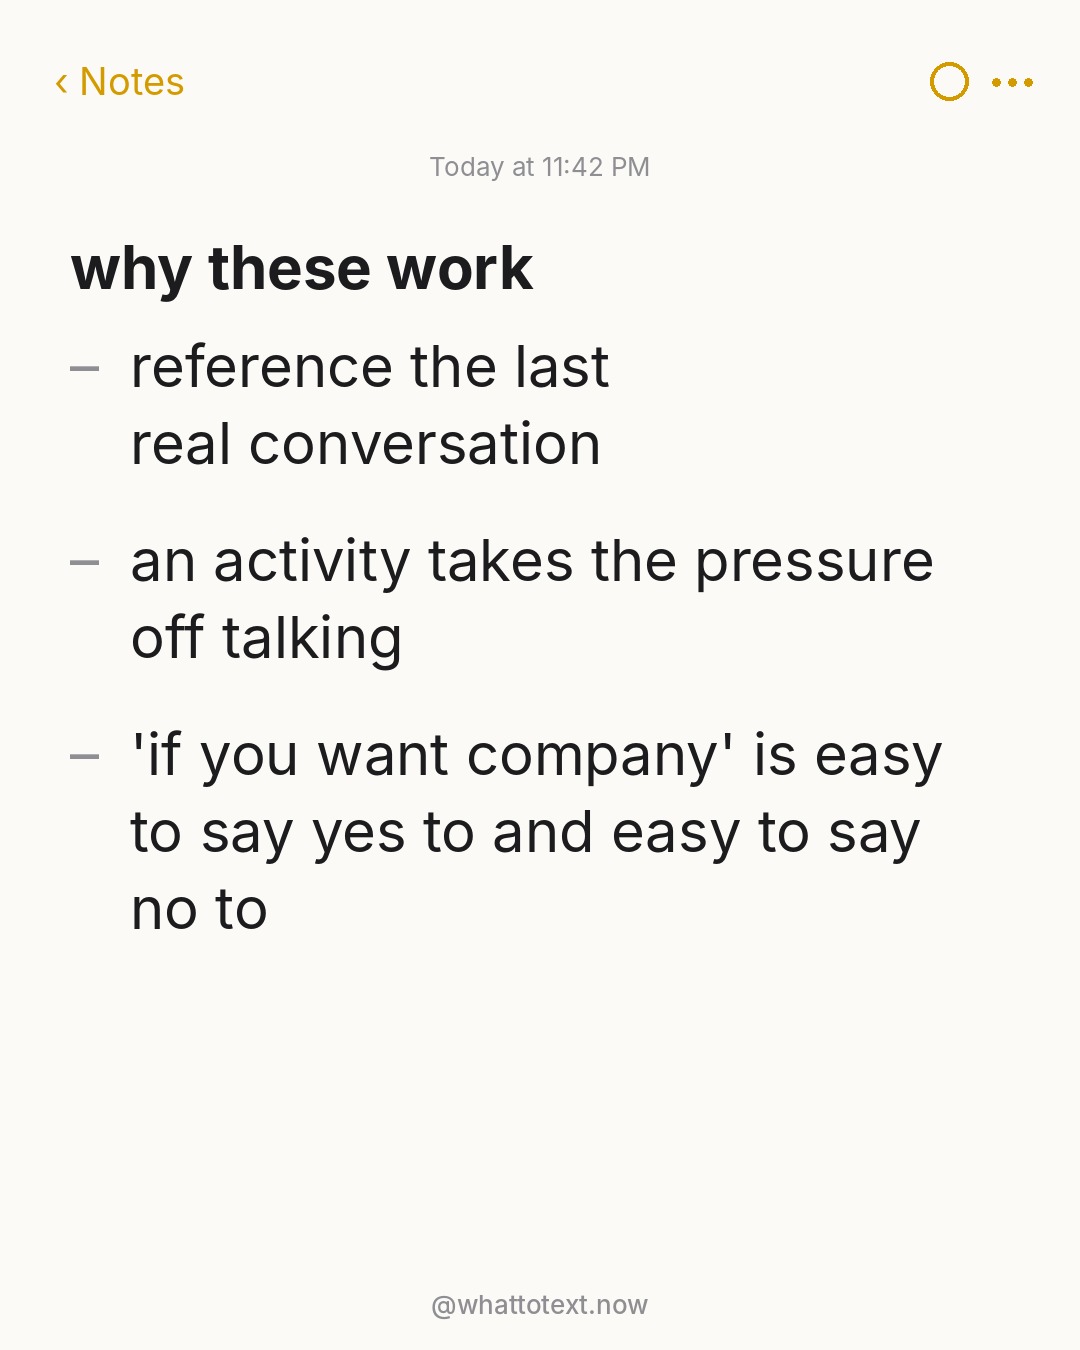 ‹ Notes
Today at 11:42 PM
why these work
– reference the last
real conversation
– an activity takes the pressure
off talking
– 'if you want company' is easy
to say yes to and easy to say
no to
@whattotext.now